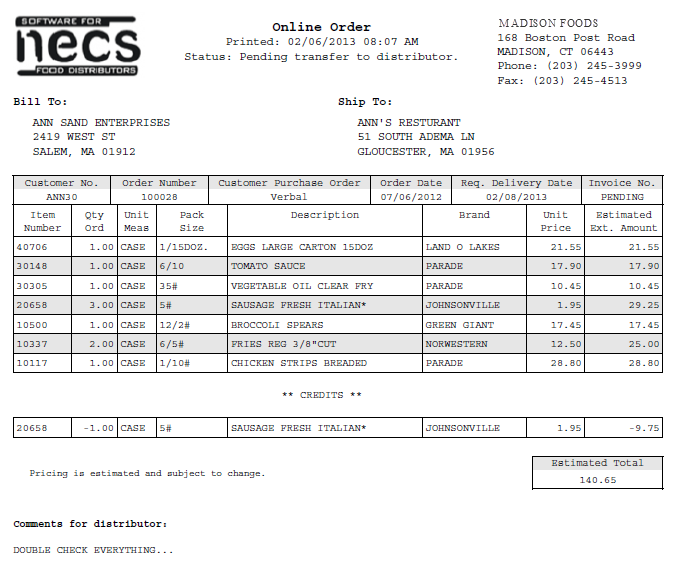 SOFTWARE FOR
necs
FOOD DISTRIBUTORS
Online Order
Printed: 02/06/2013 08:07 AM
Status: Pending transfer to distributor.
MADISON FOODS
168 Boston Post Road
MADISON, CT 06443
Phone: (203) 245-3999
Fax: (203) 245-4513
Bill To:
ANN SAND ENTERPRISES
2419 WEST ST
SALEM, MA 01912
Ship To:
ANN'S RESTURANT
51 SOUTH ADEMA LN
GLOUCESTER, MA 01956
Customer No. Order Number Customer Purchase Order Order Date Req. Delivery Date Invoice No.
ANN30 100028 Verbal 07/06/2012 02/08/2013 PENDING
Item Qty Unit Pack Description Brand Unit Estimated
Number Ord Meas Size Price Ext. Amount
40706 1.00 CASE 1/15DOZ. EGGS LARGE CARTON 15DOZ LAND O LAKES 21.55 21.55
30148 1.00 CASE 6/10 TOMATO SAUCE PARADE 17.90 17.90
30305 1.00 CASE 35# VEGETABLE OIL CLEAR FRY PARADE 10.45 10.45
20658 3.00 CASE 5# SAUSAGE FRESH ITALIAN* JOHNSONVILLE 1.95 29.25
10500 1.00 CASE 12/2# BROCCOLI SPEARS GREEN GIANT 17.45 17.45
10337 2.00 CASE 6/5# FRIES REG 3/8"CUT NORWESTERN 12.50 25.00
10117 1.00 CASE 1/10# CHICKEN STRIPS BREADED PARADE 28.80 28.80
** CREDITS **
20658 -1.00 CASE 5# SAUSAGE FRESH ITALIAN* JOHNSONVILLE 1.95 -9.75
Pricing is estimated and subject to change.
Estimated Total
140.65
Comments for distributor:
DOUBLE CHECK EVERYTHING...